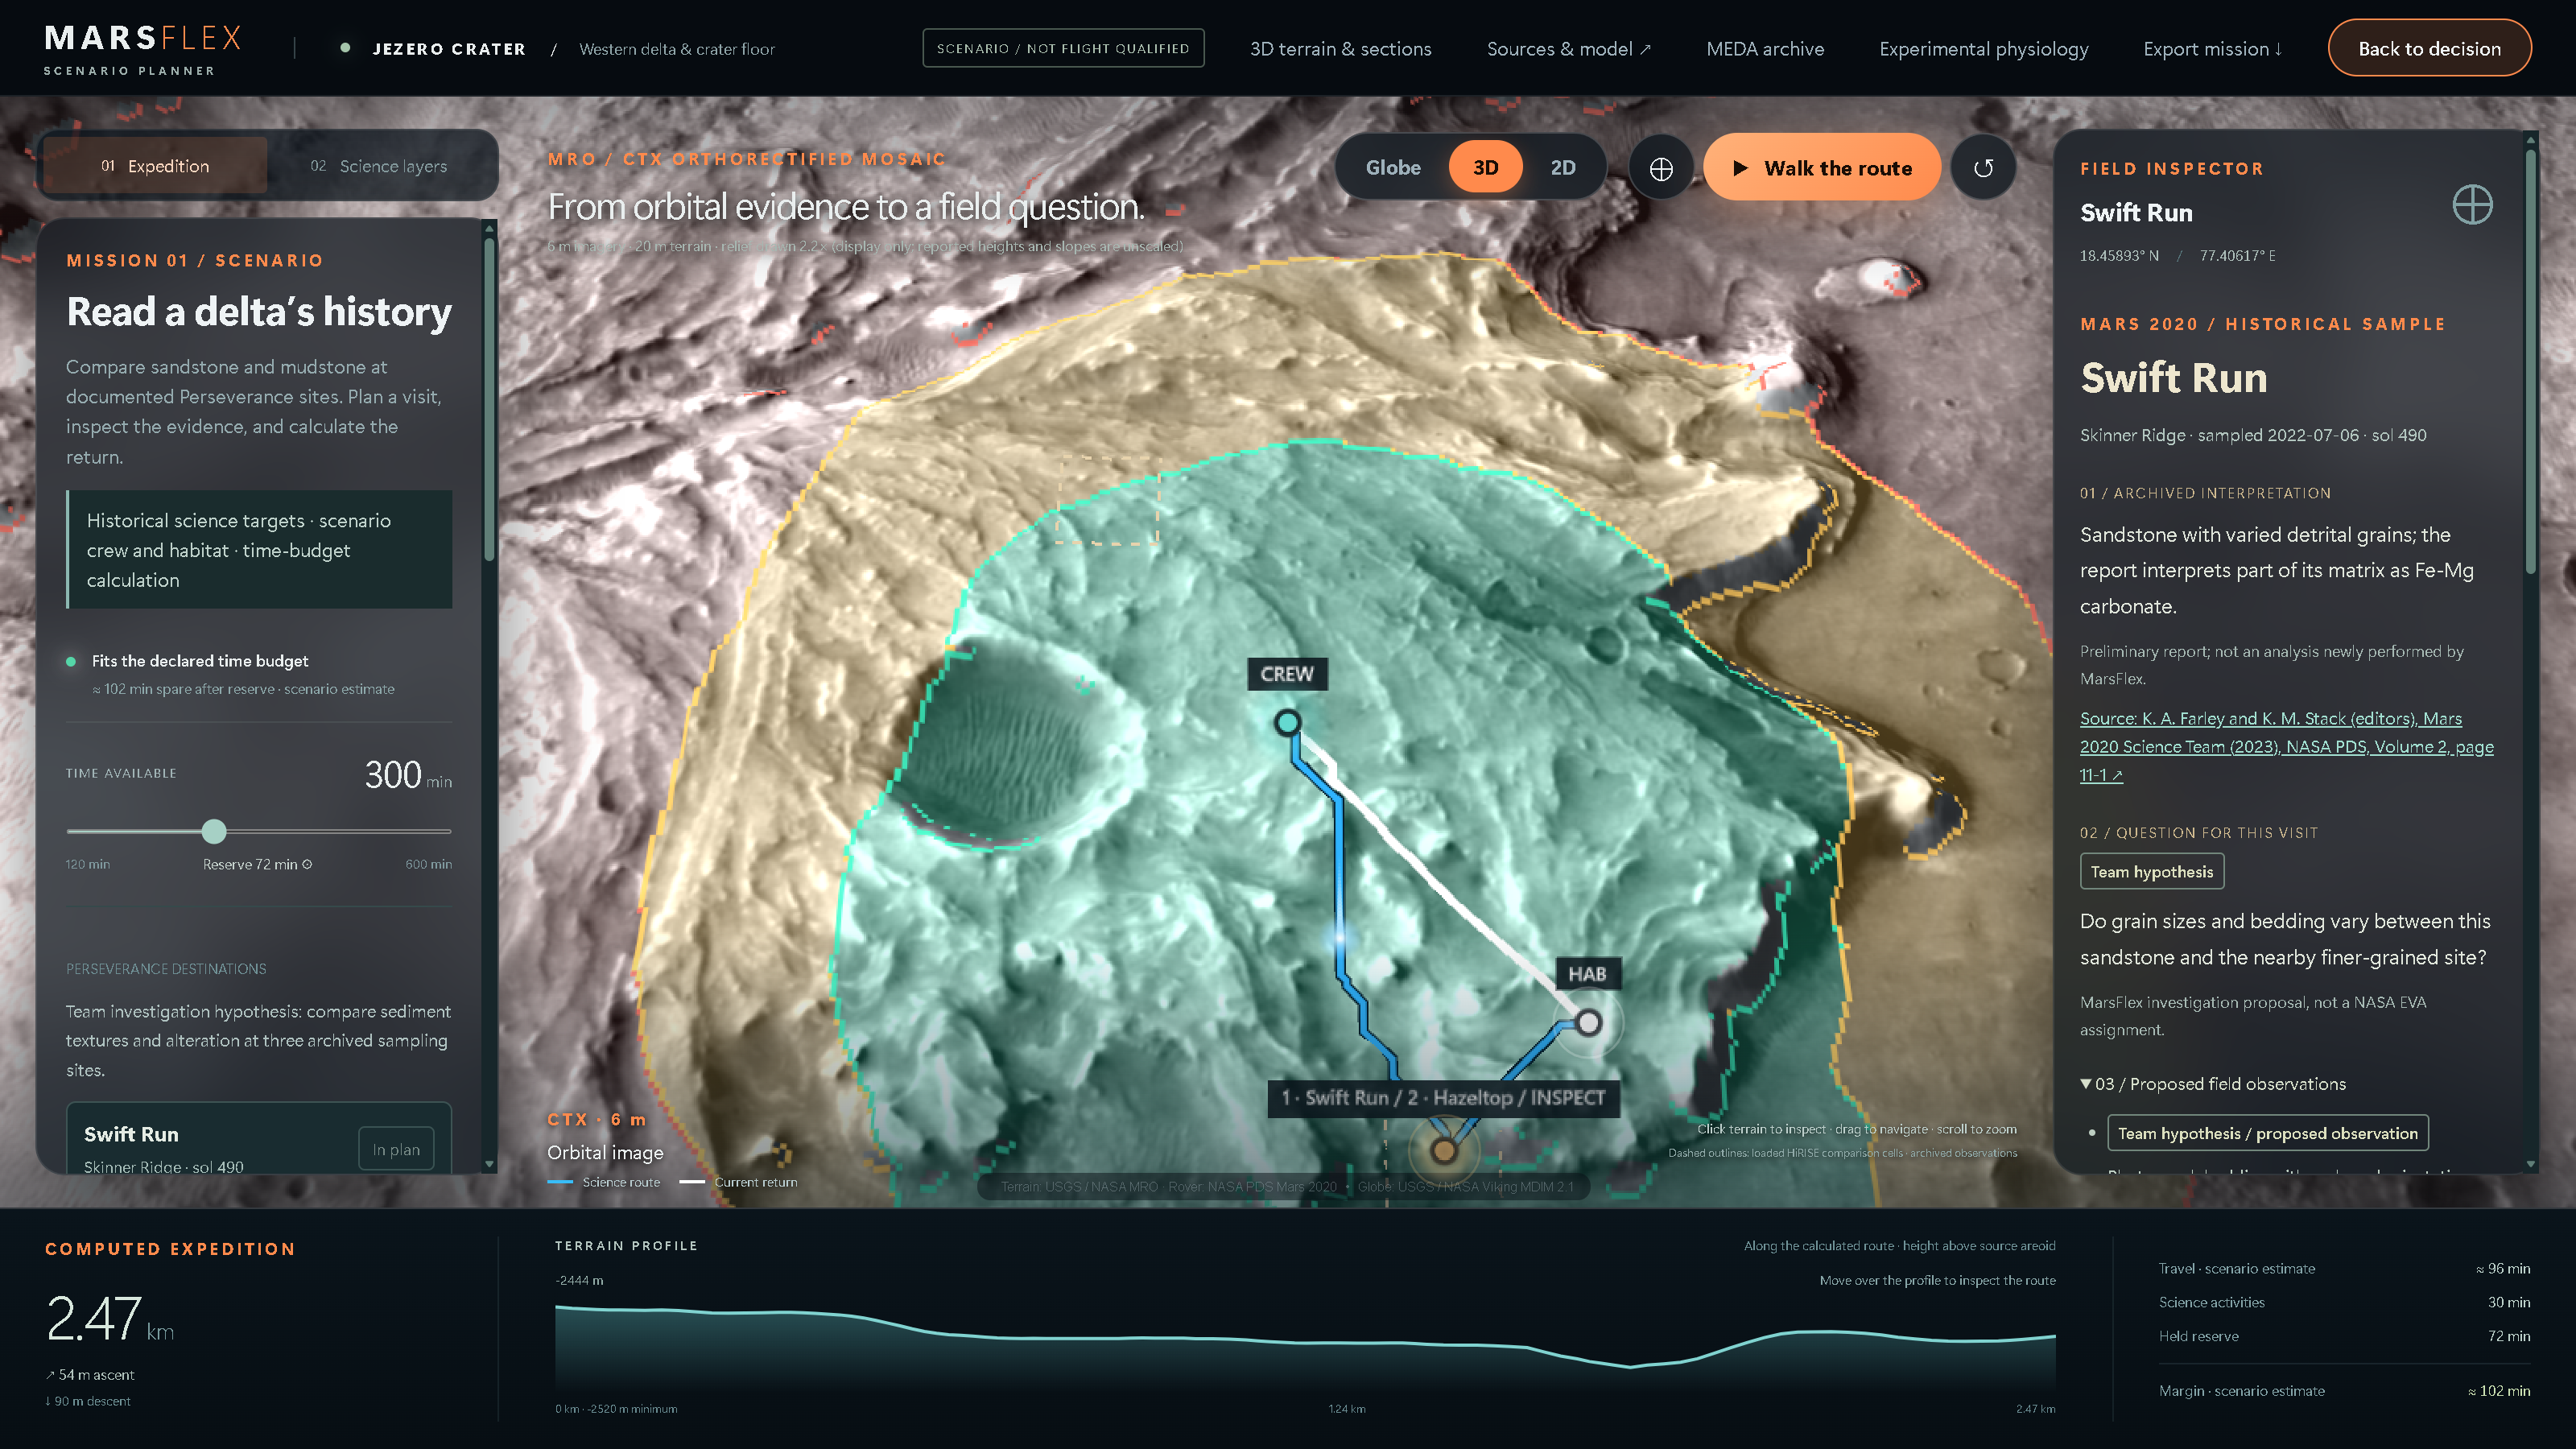 MARSFLEX
SCENARIO PLANNER
JEZERO CRATER / Western delta & crater floor
SCENARIO / NOT FLIGHT QUALIFIED
3D terrain & sections
Sources & model ↗
MEDA archive
Experimental physiology
Export mission ↓
Back to decision
01 Expedition
02 Science layers
MISSION 01 / SCENARIO
Read a delta's history
Compare sandstone and mudstone at
documented Perseverance sites. Plan a visit,
inspect the evidence, and calculate the
return.
Historical science targets · scenario
crew and habitat · time-budget
calculation
Fits the declared time budget
≈ 102 min spare after reserve · scenario estimate
TIME AVAILABLE
300 min
120 min
Reserve 72 min
600 min
PERSEVERANCE DESTINATIONS
Team investigation hypothesis: compare sediment
textures and alteration at three archived sampling
sites.
Swift Run
In plan
Skinner Ridge · sol 490
MRO / CTX ORTHORECTIFIED MOSAIC
From orbital evidence to a field question.
20 m terrain · (display only; reported heights and slopes are unscaled)
Globe
3D
2D
▶ Walk the route
CREW
HAB
1 · Swift Run / 2 · Hazeltop / INSPECT
CTX · 6 m
Orbital image
Science route
Current return
Click terrain to inspect · drag to navigate · scroll to zoom
Dashed outlines: loaded HiRISE comparison cells · archived observations
Terrain: USGS / NASA MRO · Rover: NASA PDS Mars 2020 • Globe: USGS / NASA Viking MDIM 2.1
FIELD INSPECTOR
Swift Run
18.45893° N / 77.40617° E
MARS 2020 / HISTORICAL SAMPLE
Swift Run
Skinner Ridge · sampled 2022-07-06 · sol 490
01 / ARCHIVED INTERPRETATION
Sandstone with varied detrital grains; the
report interprets part of its matrix as Fe-Mg
carbonate.
Preliminary report; not an analysis newly performed by
MarsFlex.
Source: K. A. Farley and K. M. Stack (editors), Mars
2020 Science Team (2023), NASA PDS, Volume 2, page
11-1 ↗
02 / QUESTION FOR THIS VISIT
Team hypothesis
Do grain sizes and bedding vary between this
sandstone and the nearby finer-grained site?
MarsFlex investigation proposal, not a NASA EVA
assignment.
▼ 03 / Proposed field observations
• Team hypothesis / proposed observation
COMPUTED EXPEDITION
2.47 km
↗ 54 m ascent
↓ 90 m descent
TERRAIN PROFILE
Along the calculated route · height above source areoid
-2444 m
Move over the profile to inspect the route
0 km · -2520 m minimum
1.24 km
2.47 km
Travel · scenario estimate ≈ 96 min
Science activities 30 min
Held reserve 72 min
Margin · scenario estimate ≈ 102 min